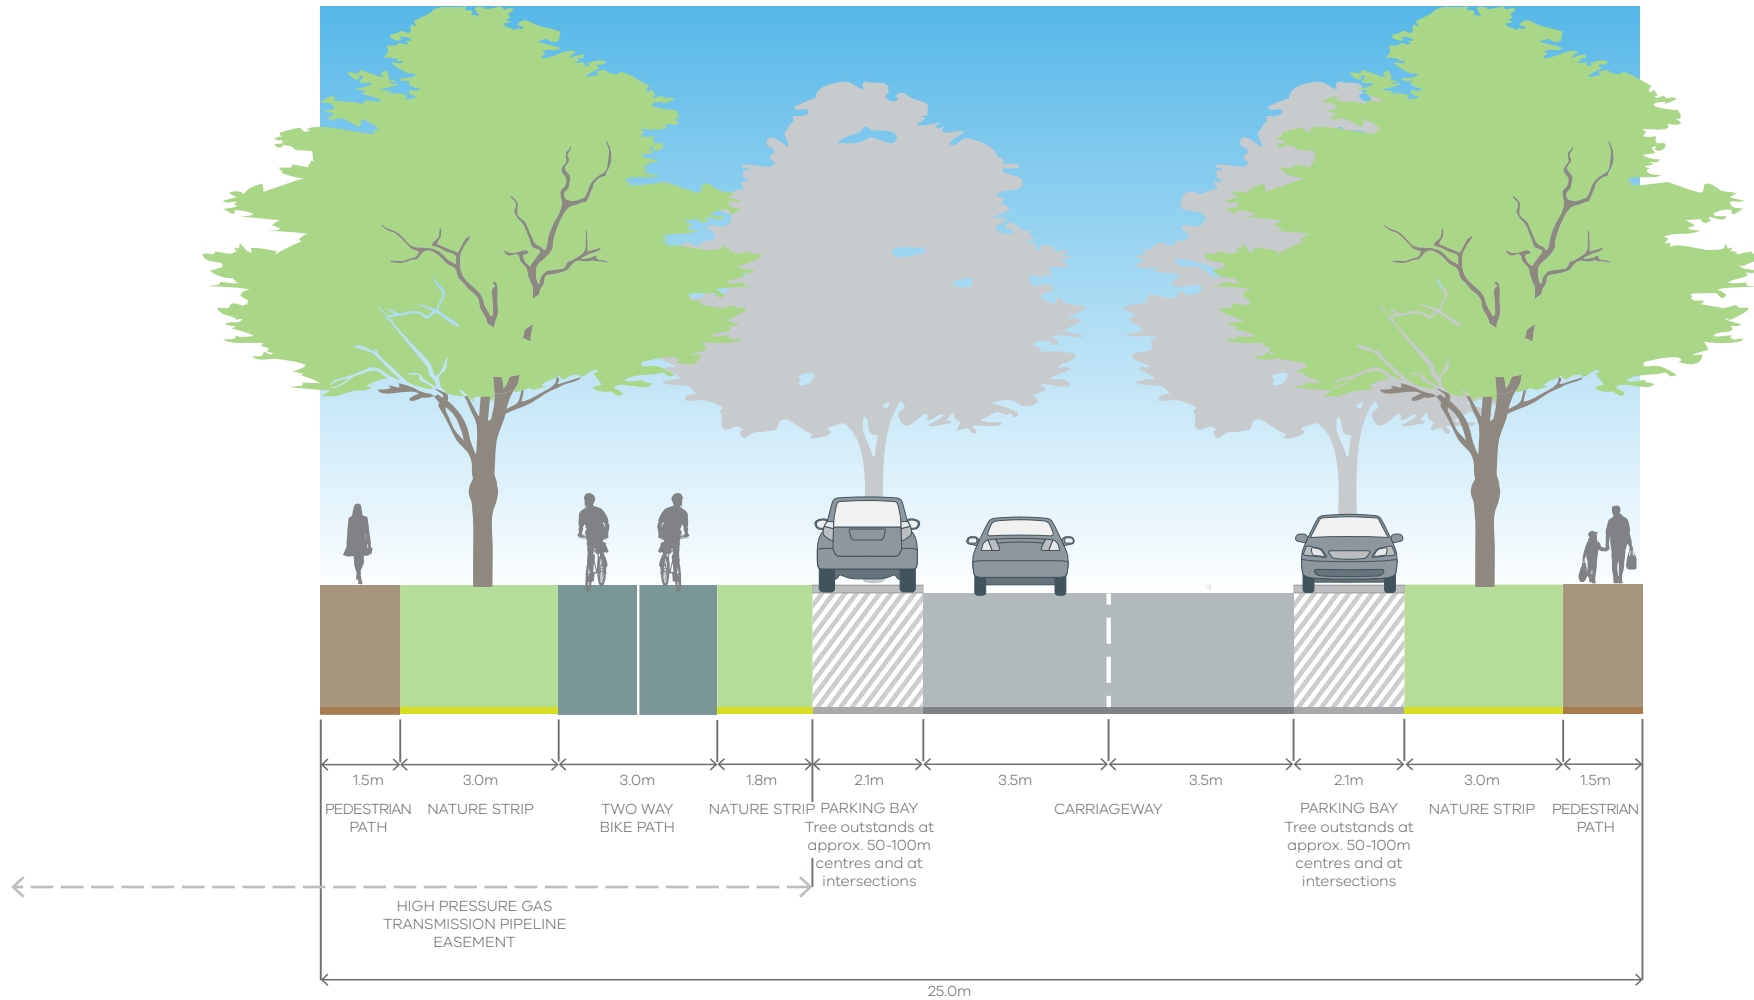 1.5m
3.0m
3.0m
1.8m
2.1m
3.5m
3.5m
2.1m
3.0m
1.5m
PEDESTRIAN
PATH
NATURE STRIP
TWO WAY
BIKE PATH
NATURE STRIP
PARKING BAY
Tree outstands at
approx. 50-100m
centres and at
intersections
CARRIAGEWAY
PARKING BAY
Tree outstands at
approx. 50-100m
centres and at
intersections
NATURE STRIP
PEDESTRIAN
PATH
HIGH PRESSURE GAS
TRANSMISSION PIPELINE
EASEMENT
25.0m